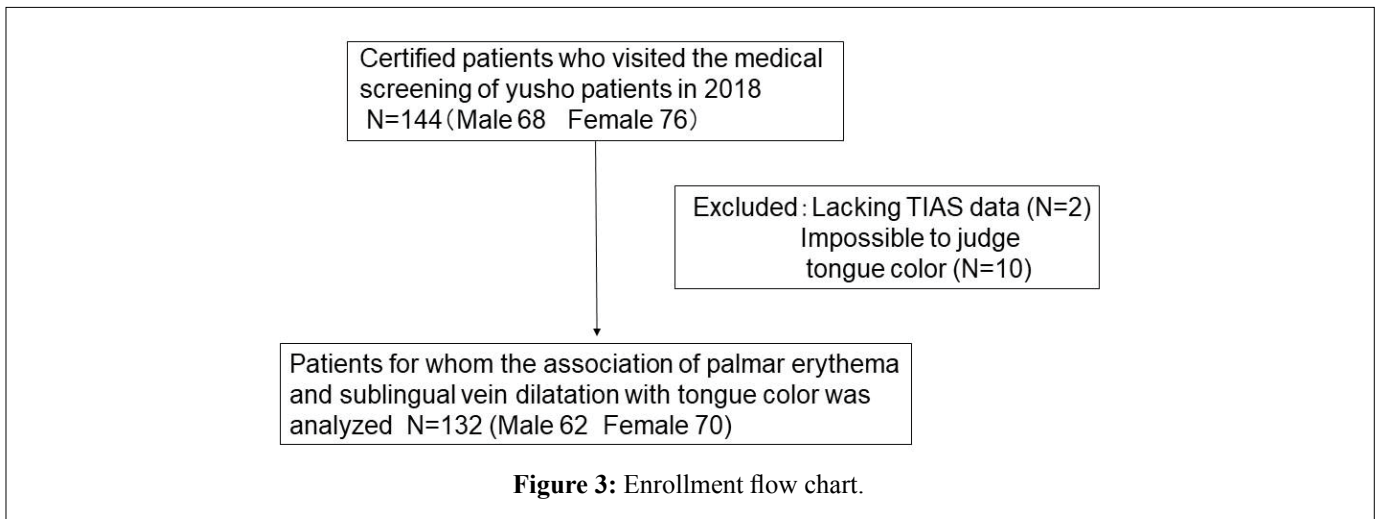 Certified patients who visited the medical
screening of yusho patients in 2018
N=144（Male 68 Female 76）
Excluded：Lacking TIAS data (N=2)
Impossible to judge
tongue color (N=10)
Patients for whom the association of palmar erythema
and sublingual vein dilatation with tongue color was
analyzed N=132 (Male 62 Female 70)
Figure 3: Enrollment flow chart.